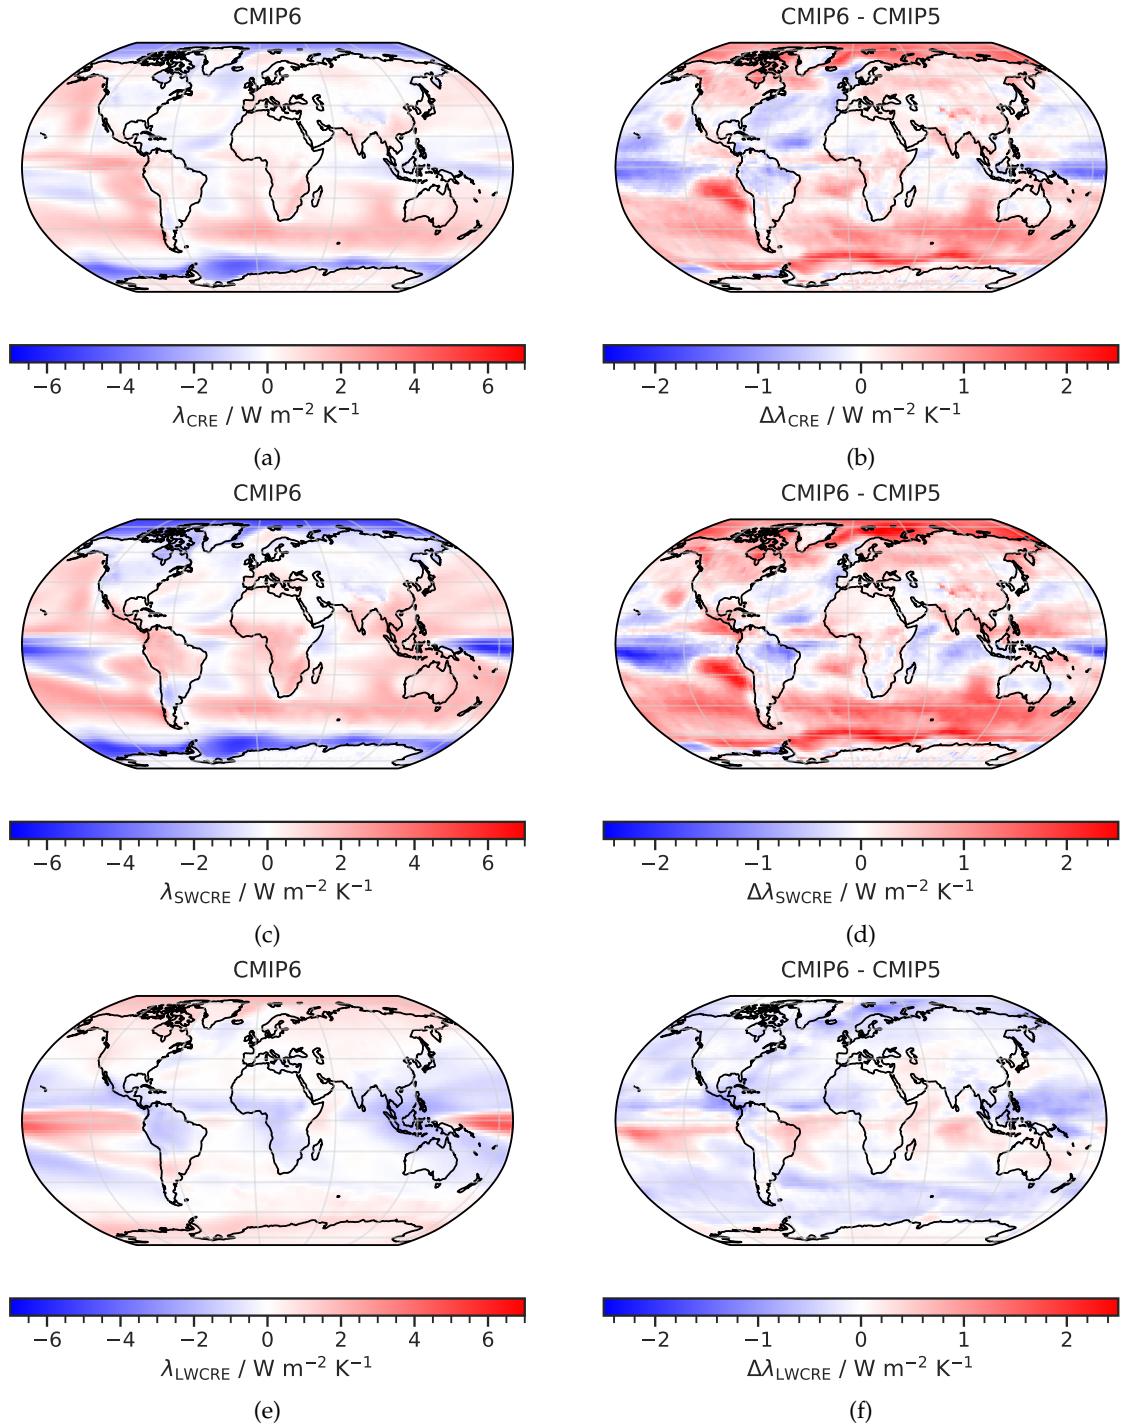 CMIP6
CMIP6 - CMIP5
−6 −4 −2 0 2 4 6
−2 −1 0 1 2
λCRE / W m−2 K−1
ΔλCRE / W m−2 K−1
(a)
(b)
CMIP6
CMIP6 - CMIP5
−6 −4 −2 0 2 4 6
−2 −1 0 1 2
λSWCRE / W m−2 K−1
ΔλSWCRE / W m−2 K−1
(c)
(d)
CMIP6
CMIP6 - CMIP5
−6 −4 −2 0 2 4 6
−2 −1 0 1 2
λLWCRE / W m−2 K−1
ΔλLWCRE / W m−2 K−1
(e)
(f)